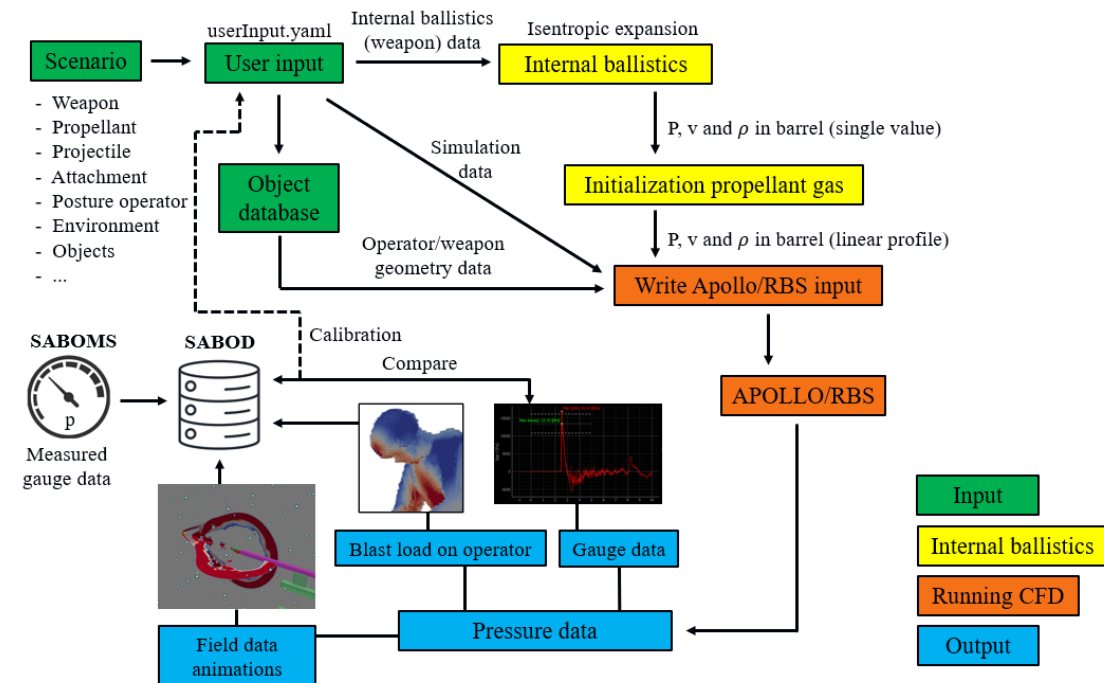 userInput.yaml
Internal ballistics
(weapon) data
Isentropic expansion
Scenario
User input
Internal ballistics
- Weapon
- Propellant
- Projectile
- Attachment
- Posture operator
- Environment
- Objects
- ...
P, v and ρ in barrel (single value)
Simulation
data
Object
database
Initialization propellant gas
Operator/weapon
geometry data
P, v and ρ in barrel (linear profile)
Write Apollo/RBS input
Calibration
Compare
SABOMS
SABOD
p
APOLLO/RBS
Measured
gauge data
Blast load on operator
Gauge data
Pressure data
Field data
animations
Input
Internal ballistics
Running CFD
Output